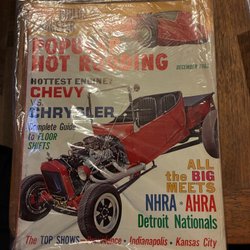 POPULAR
HOT RODDING
DECEMBER
HOTTEST ENGINE?
CHEVY
VS.
CHRYSLER
Complete Guide
to FLOOR
SHIFTS
ALL
the BIG
MEETS
NHRA • AHRA
Detroit Nationals
The TOP SHOWS
Indianapolis • Kansas City